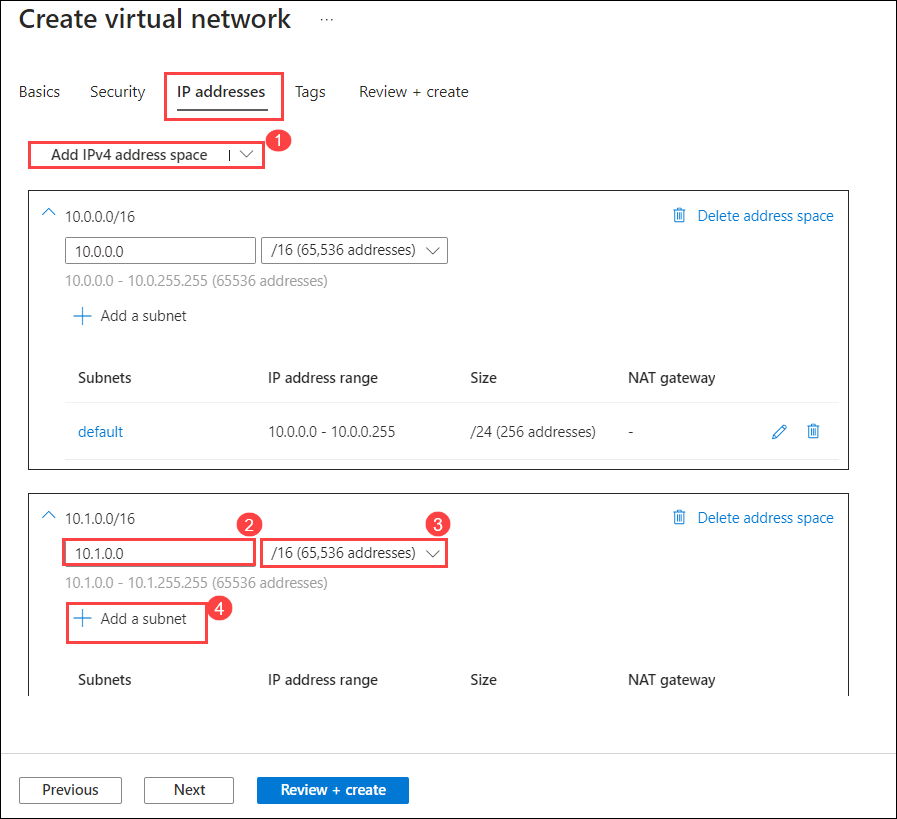 Create virtual network ...
Basics Security IP addresses Tags Review + create
1
Add IPv4 address space
10.0.0.0/16 Delete address space
10.0.0.0 /16 (65,536 addresses)
10.0.0.0 - 10.0.255.255 (65536 addresses)
+ Add a subnet
Subnets IP address range Size NAT gateway
default 10.0.0.0 - 10.0.0.255 /24 (256 addresses) -
10.1.0.0/16 Delete address space
2 3
10.1.0.0 /16 (65,536 addresses)
10.1.0.0 - 10.1.255.255 (65536 addresses)
4
+ Add a subnet
Subnets IP address range Size NAT gateway
Previous Next Review + create